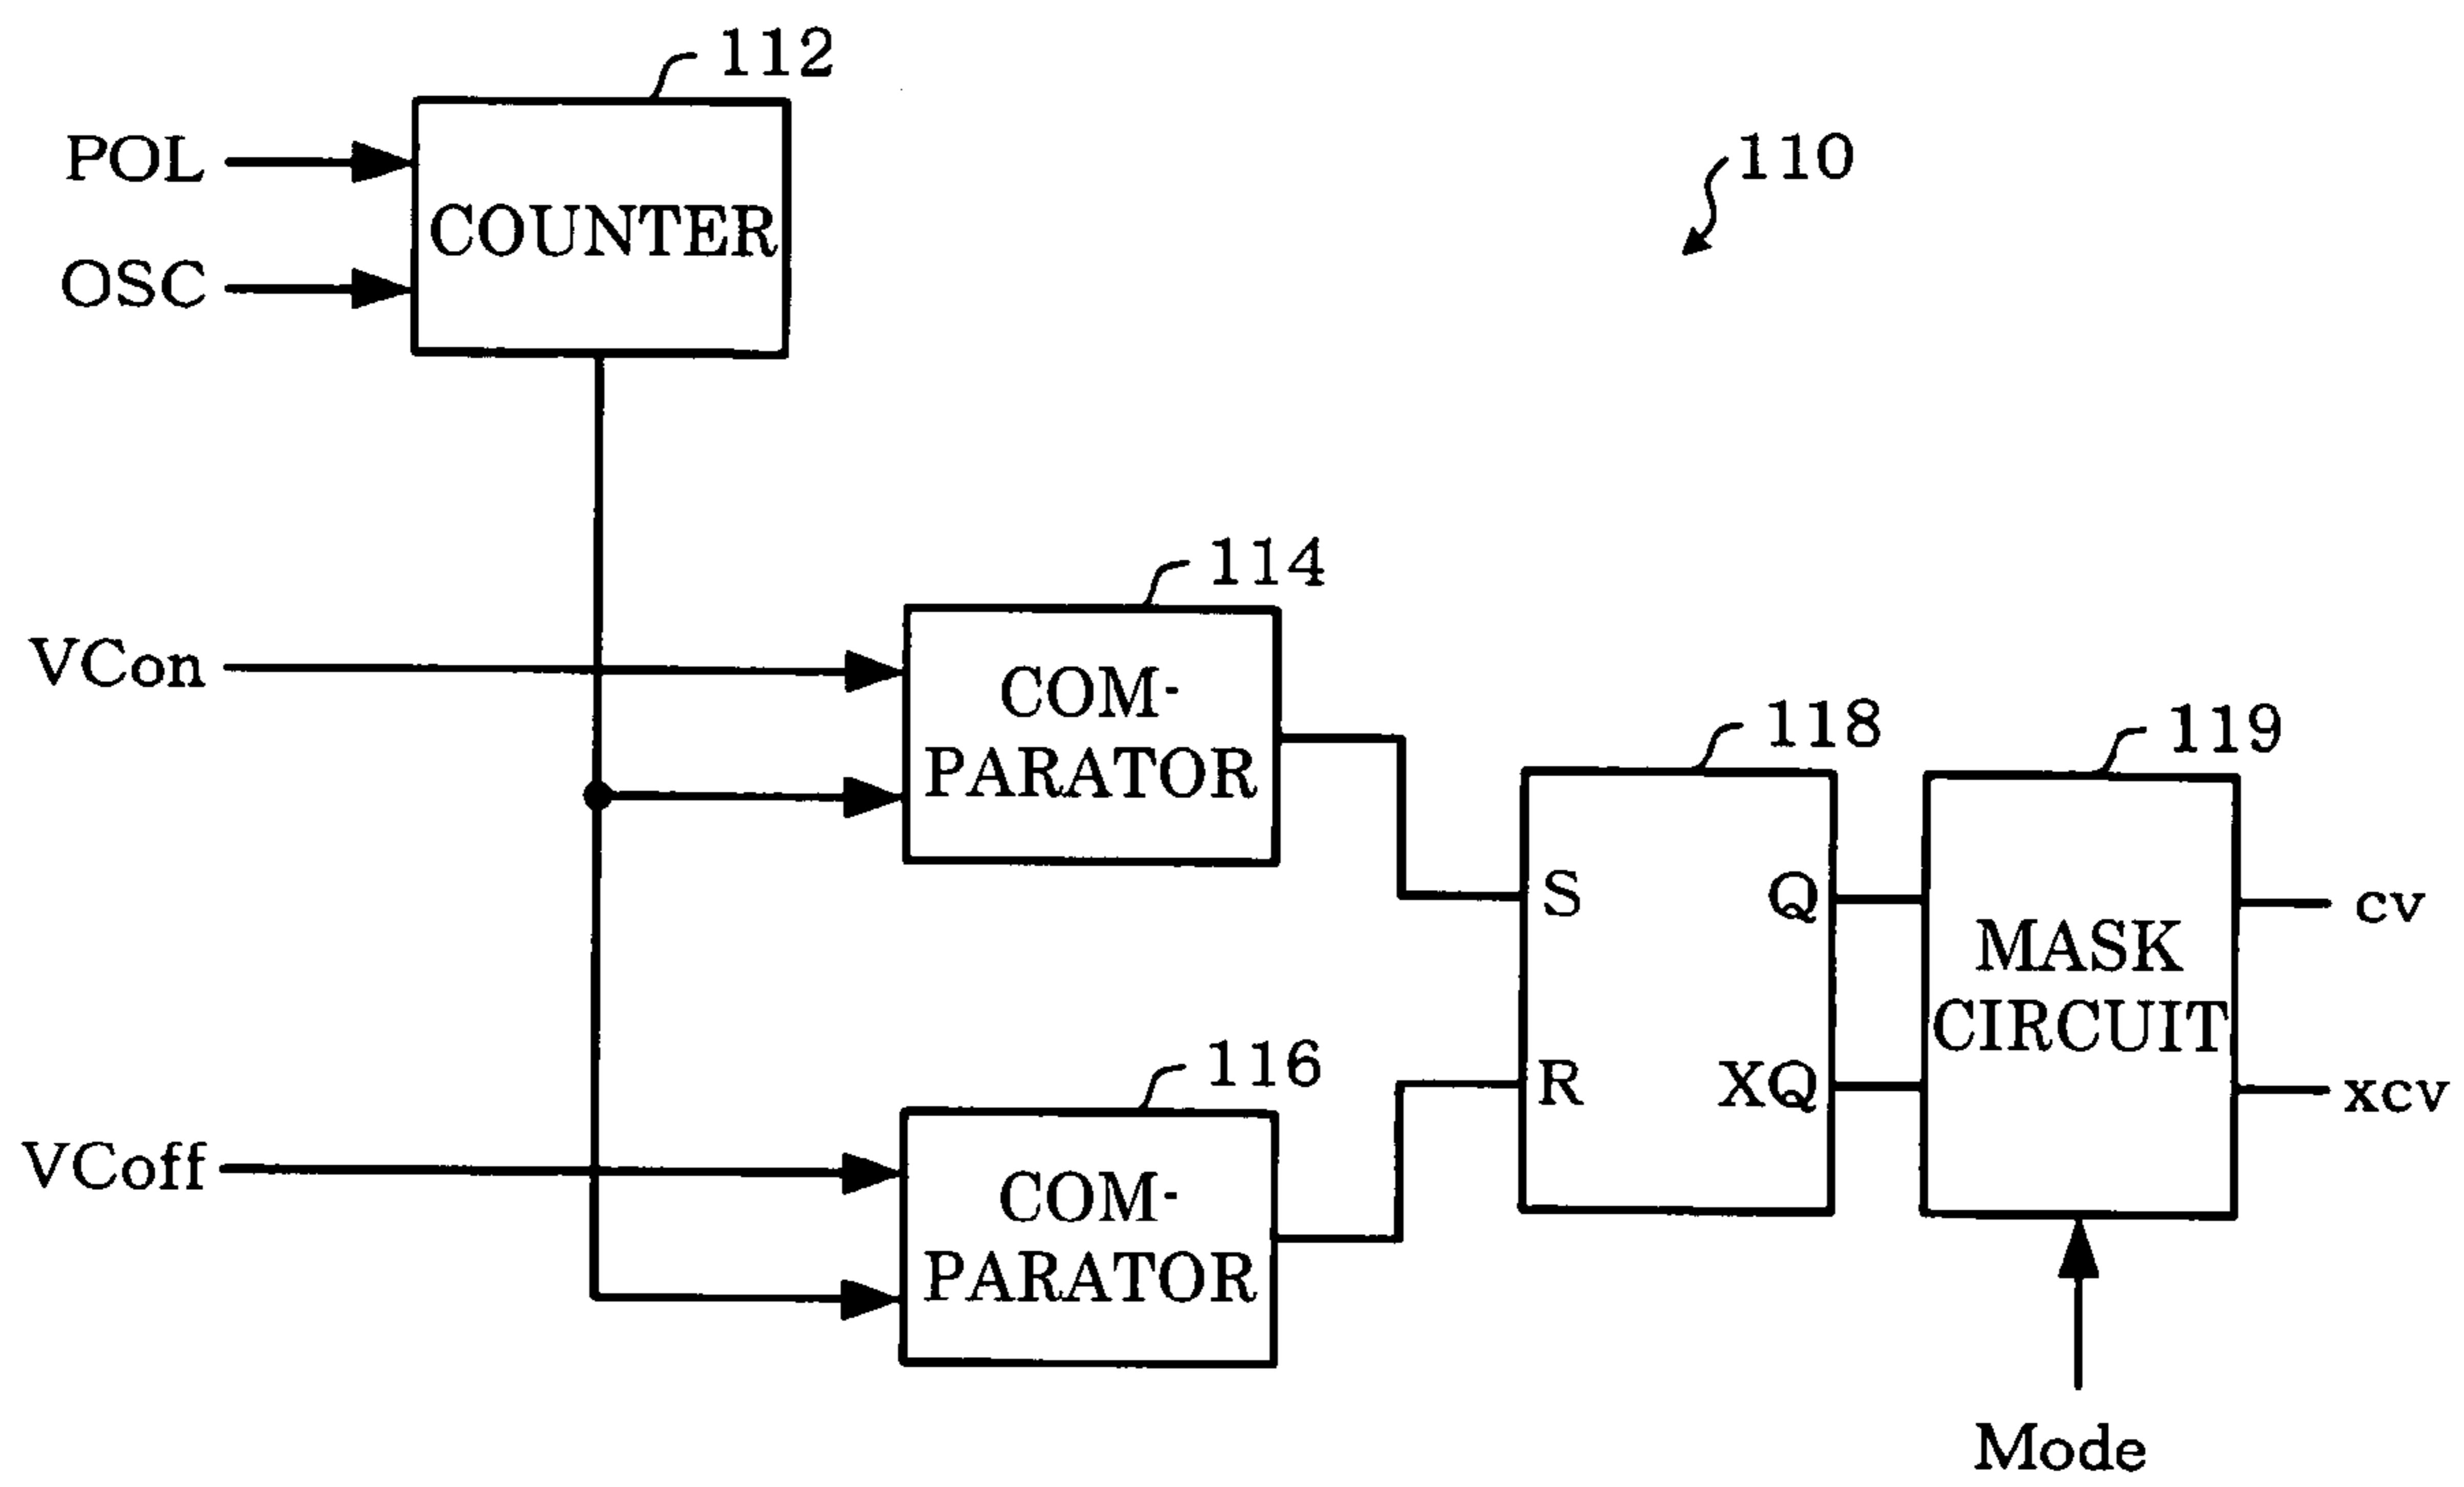 112
POL
COUNTER
OSC
110
114
VCon
COM-
PARATOR
118
119
S
Q
cv
MASK
CIRCUIT
R
XQ
xcv
116
VCoff
COM-
PARATOR
Mode